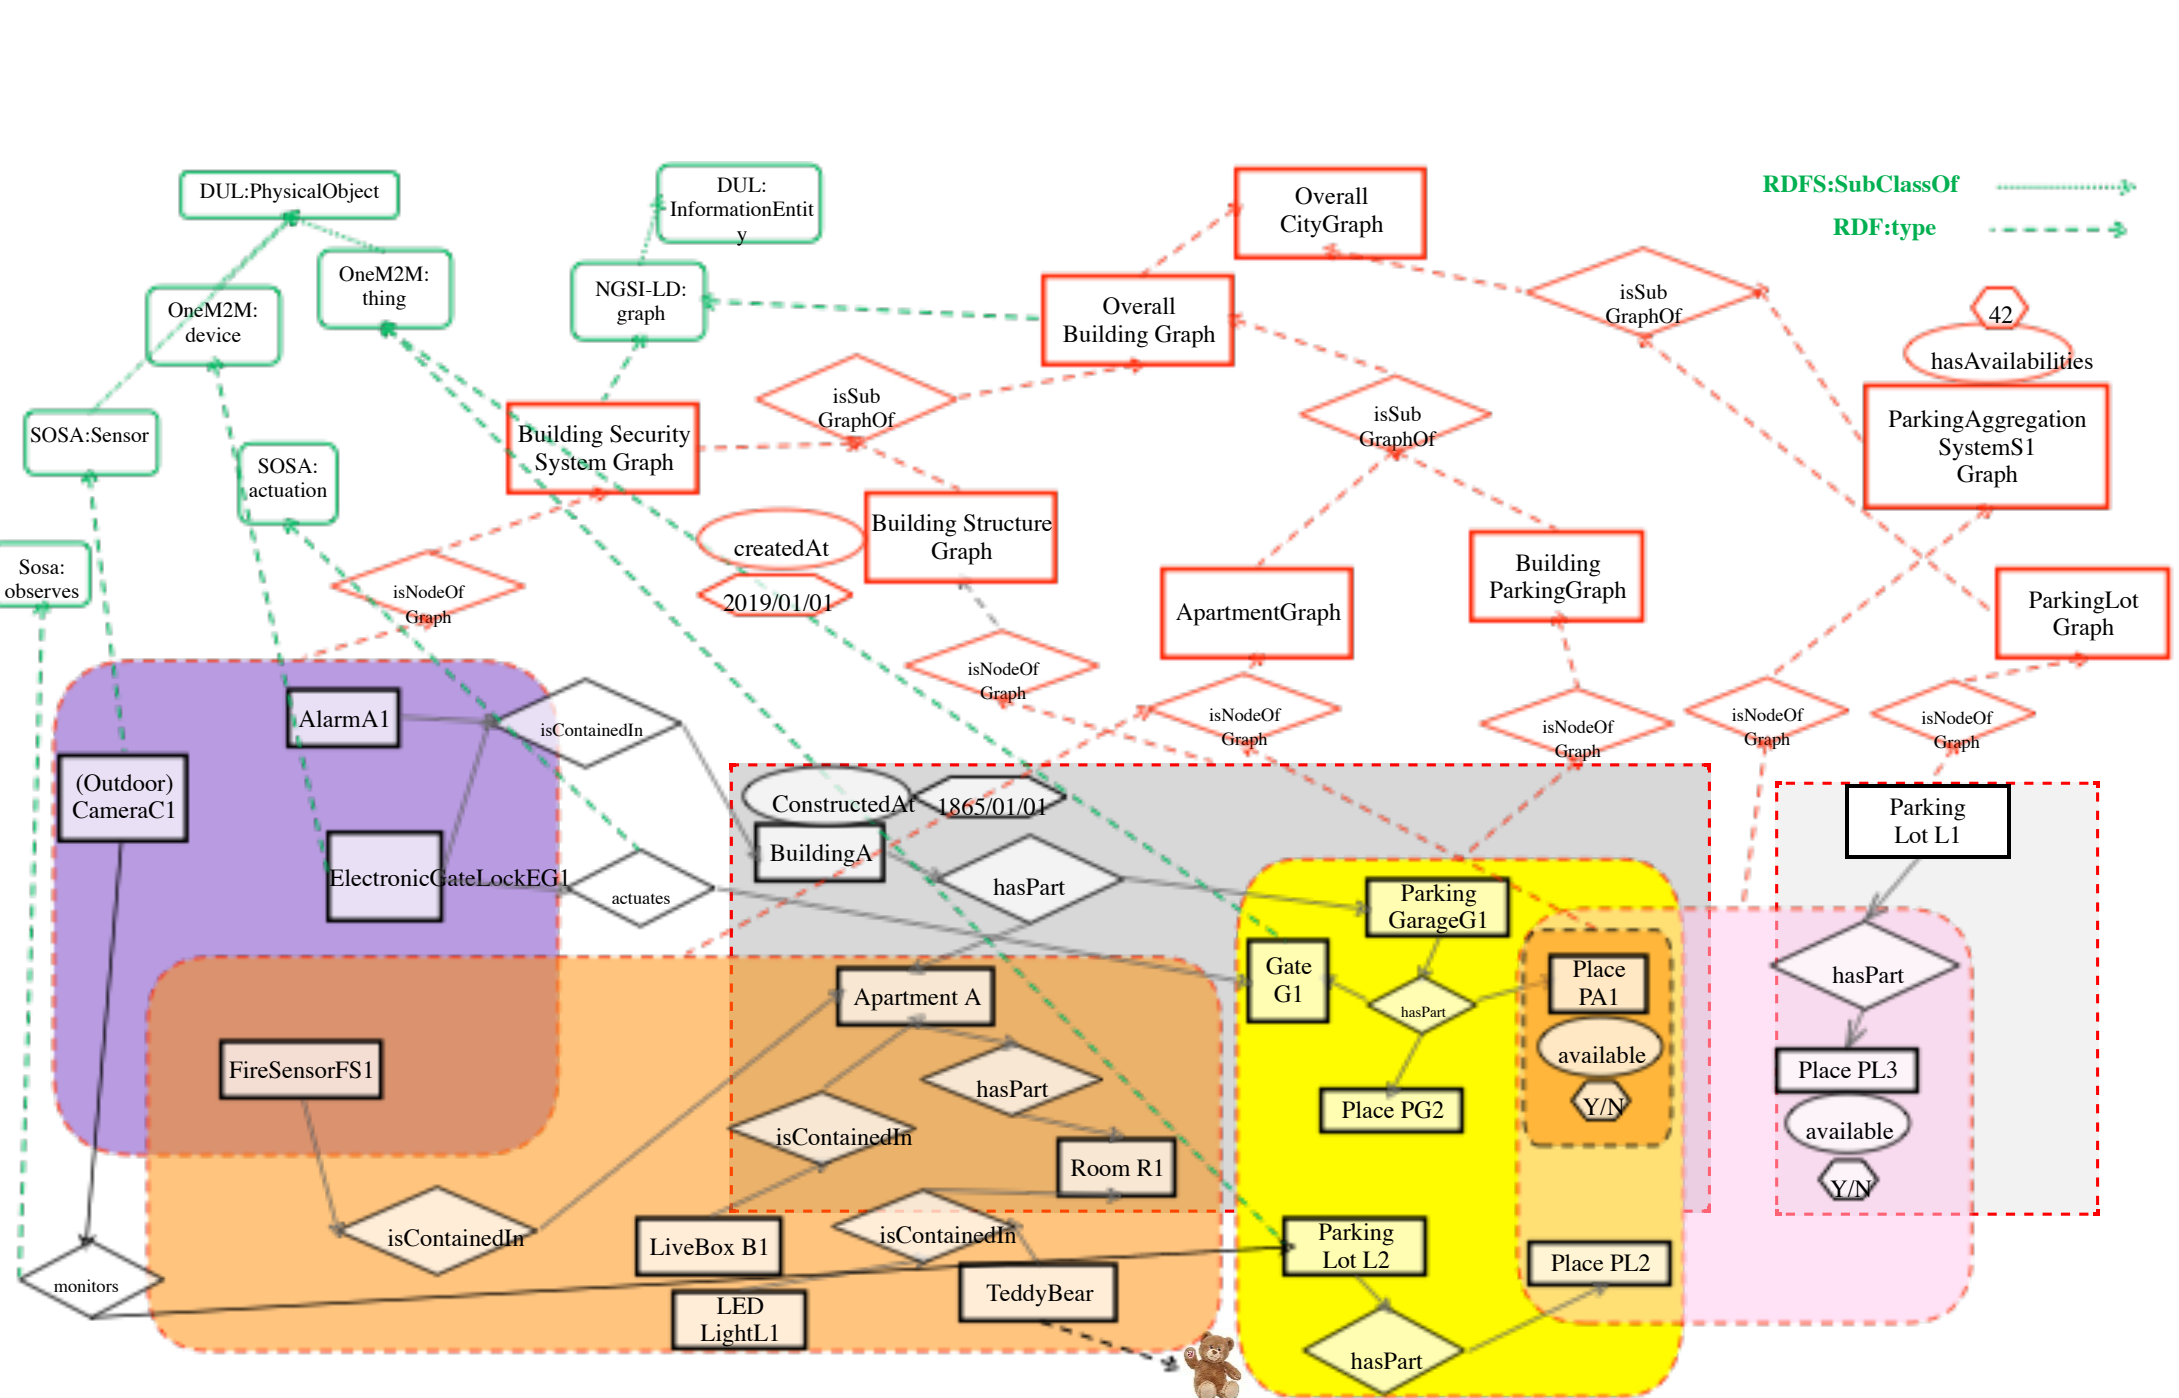 DUL:PhysicalObject
DUL:
InformationEntit
y
Overall
CityGraph
RDFS:SubClassOf
RDF:type
OneM2M:
thing
OneM2M:
device
NGSI-LD:
graph
Overall
Building Graph
isSub
GraphOf
42
hasAvailabilities
SOSA:Sensor
SOSA:
actuation
Building Security
System Graph
isSub
GraphOf
isSub
GraphOf
ParkingAggregation
SystemS1
Graph
Sosa:
observes
isNodeOf
Graph
createdAt
2019/01/01
Building Structure
Graph
ApartmentGraph
Building
ParkingGraph
ParkingLot
Graph
isNodeOf
Graph
isNodeOf
Graph
isNodeOf
Graph
isNodeOf
Graph
isNodeOf
Graph
AlarmA1
isContainedIn
(Outdoor)
CameraC1
ElectronicGateLockEG1
actuates
ConstructedAt
1865/01/01
BuildingA
hasPart
Parking
GarageG1
Parking
Lot L1
Gate
G1
hasPart
Place
PA1
available
Y/N
hasPart
Apartment A
FireSensorFS1
hasPart
Place PG2
Place PL3
available
Y/N
isContainedIn
Room R1
isContainedIn
LiveBox B1
isContainedIn
Parking
Lot L2
Place PL2
monitors
LED
LightL1
TeddyBear
hasPart